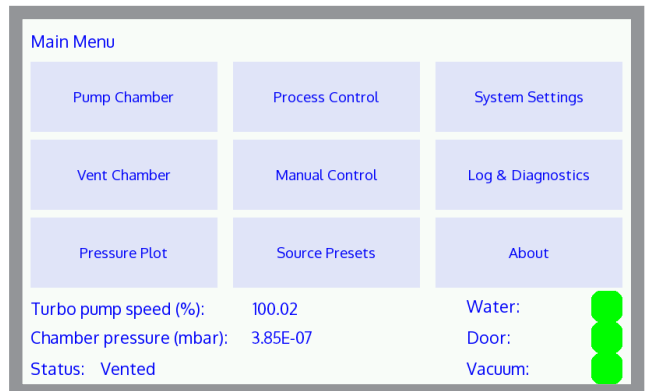 Main Menu
Pump Chamber Process Control System Settings
Vent Chamber Manual Control Log & Diagnostics
Pressure Plot Source Presets About
Turbo pump speed (%): 100.02 Water:
Chamber pressure (mbar): 3.85E-07 Door:
Status: Vented Vacuum: